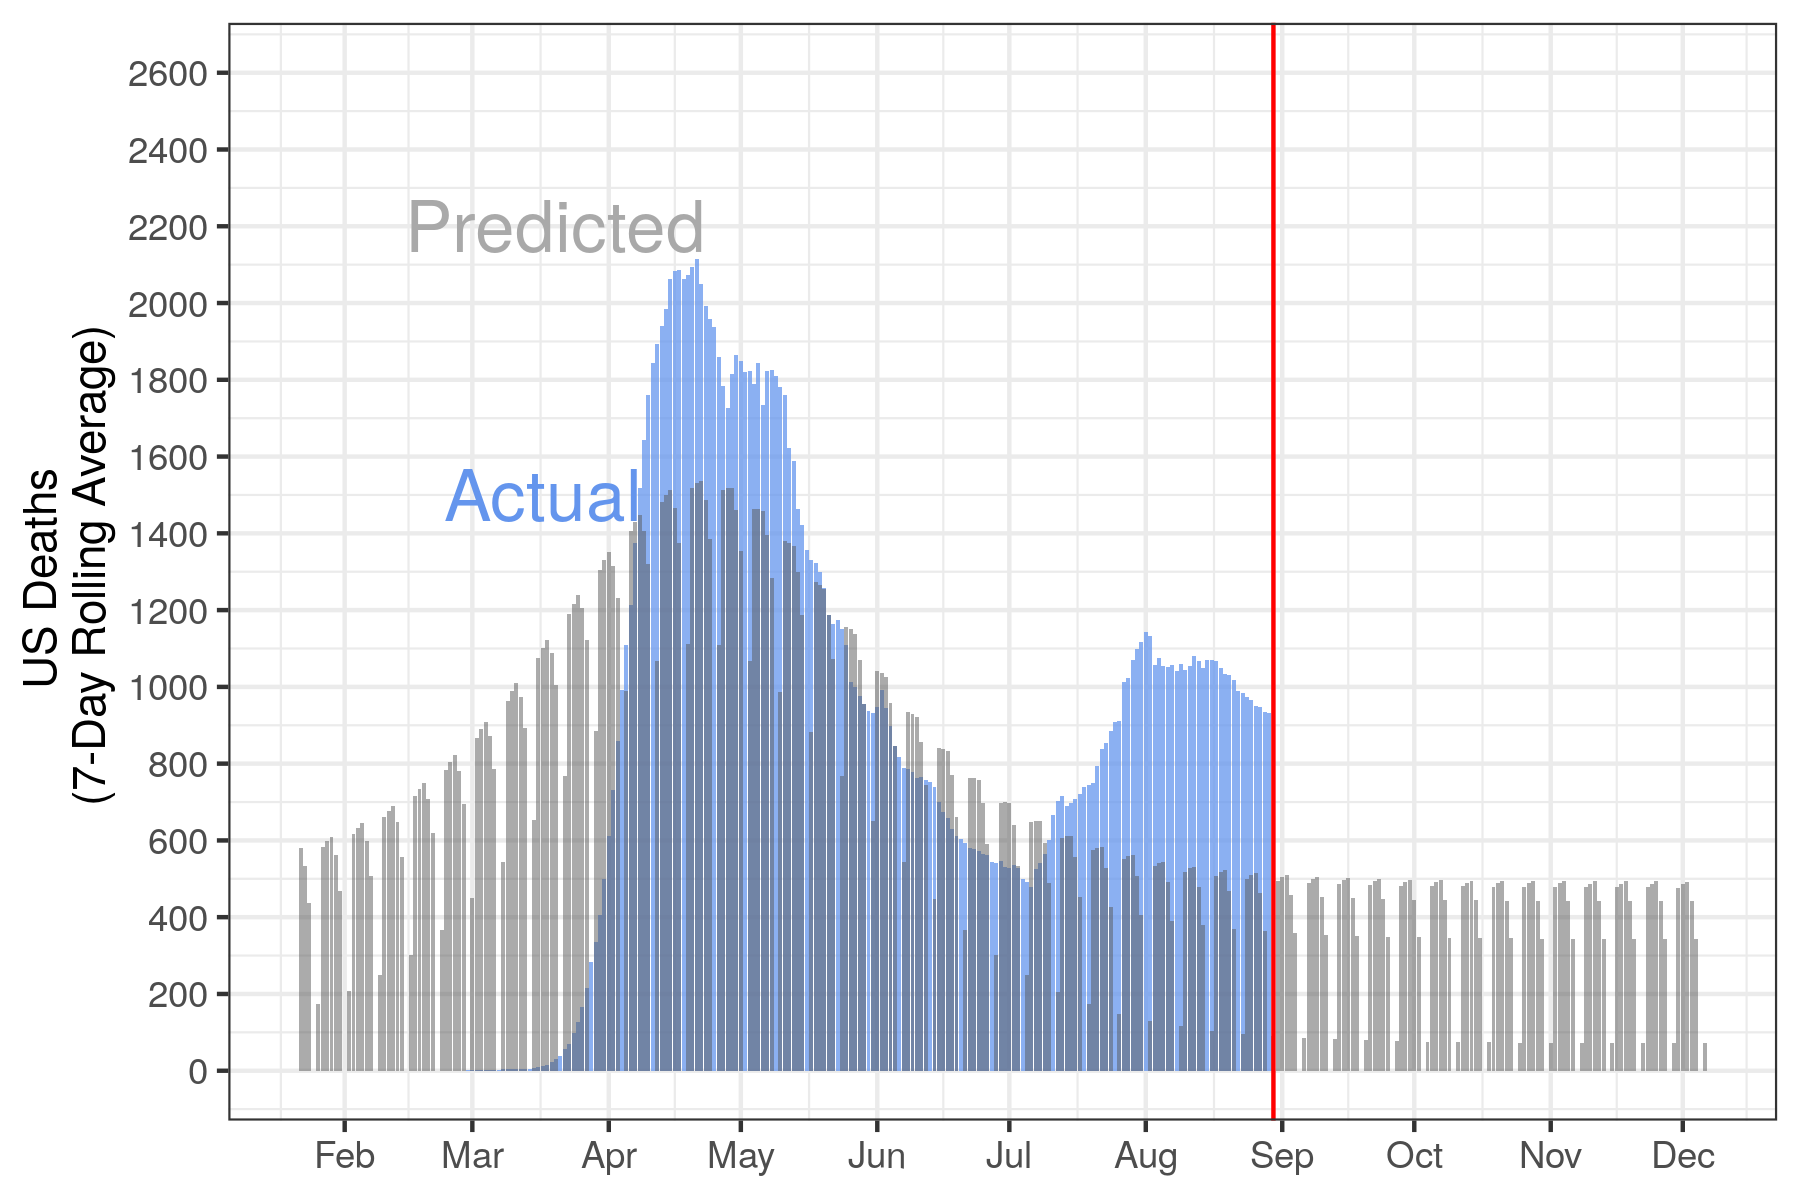 US Deaths
(7-Day Rolling Average)
2600
2400
2200
2000
1800
1600
1400
1200
1000
800
600
400
200
0
Predicted
Actual
Feb Mar Apr May Jun Jul Aug Sep Oct Nov Dec